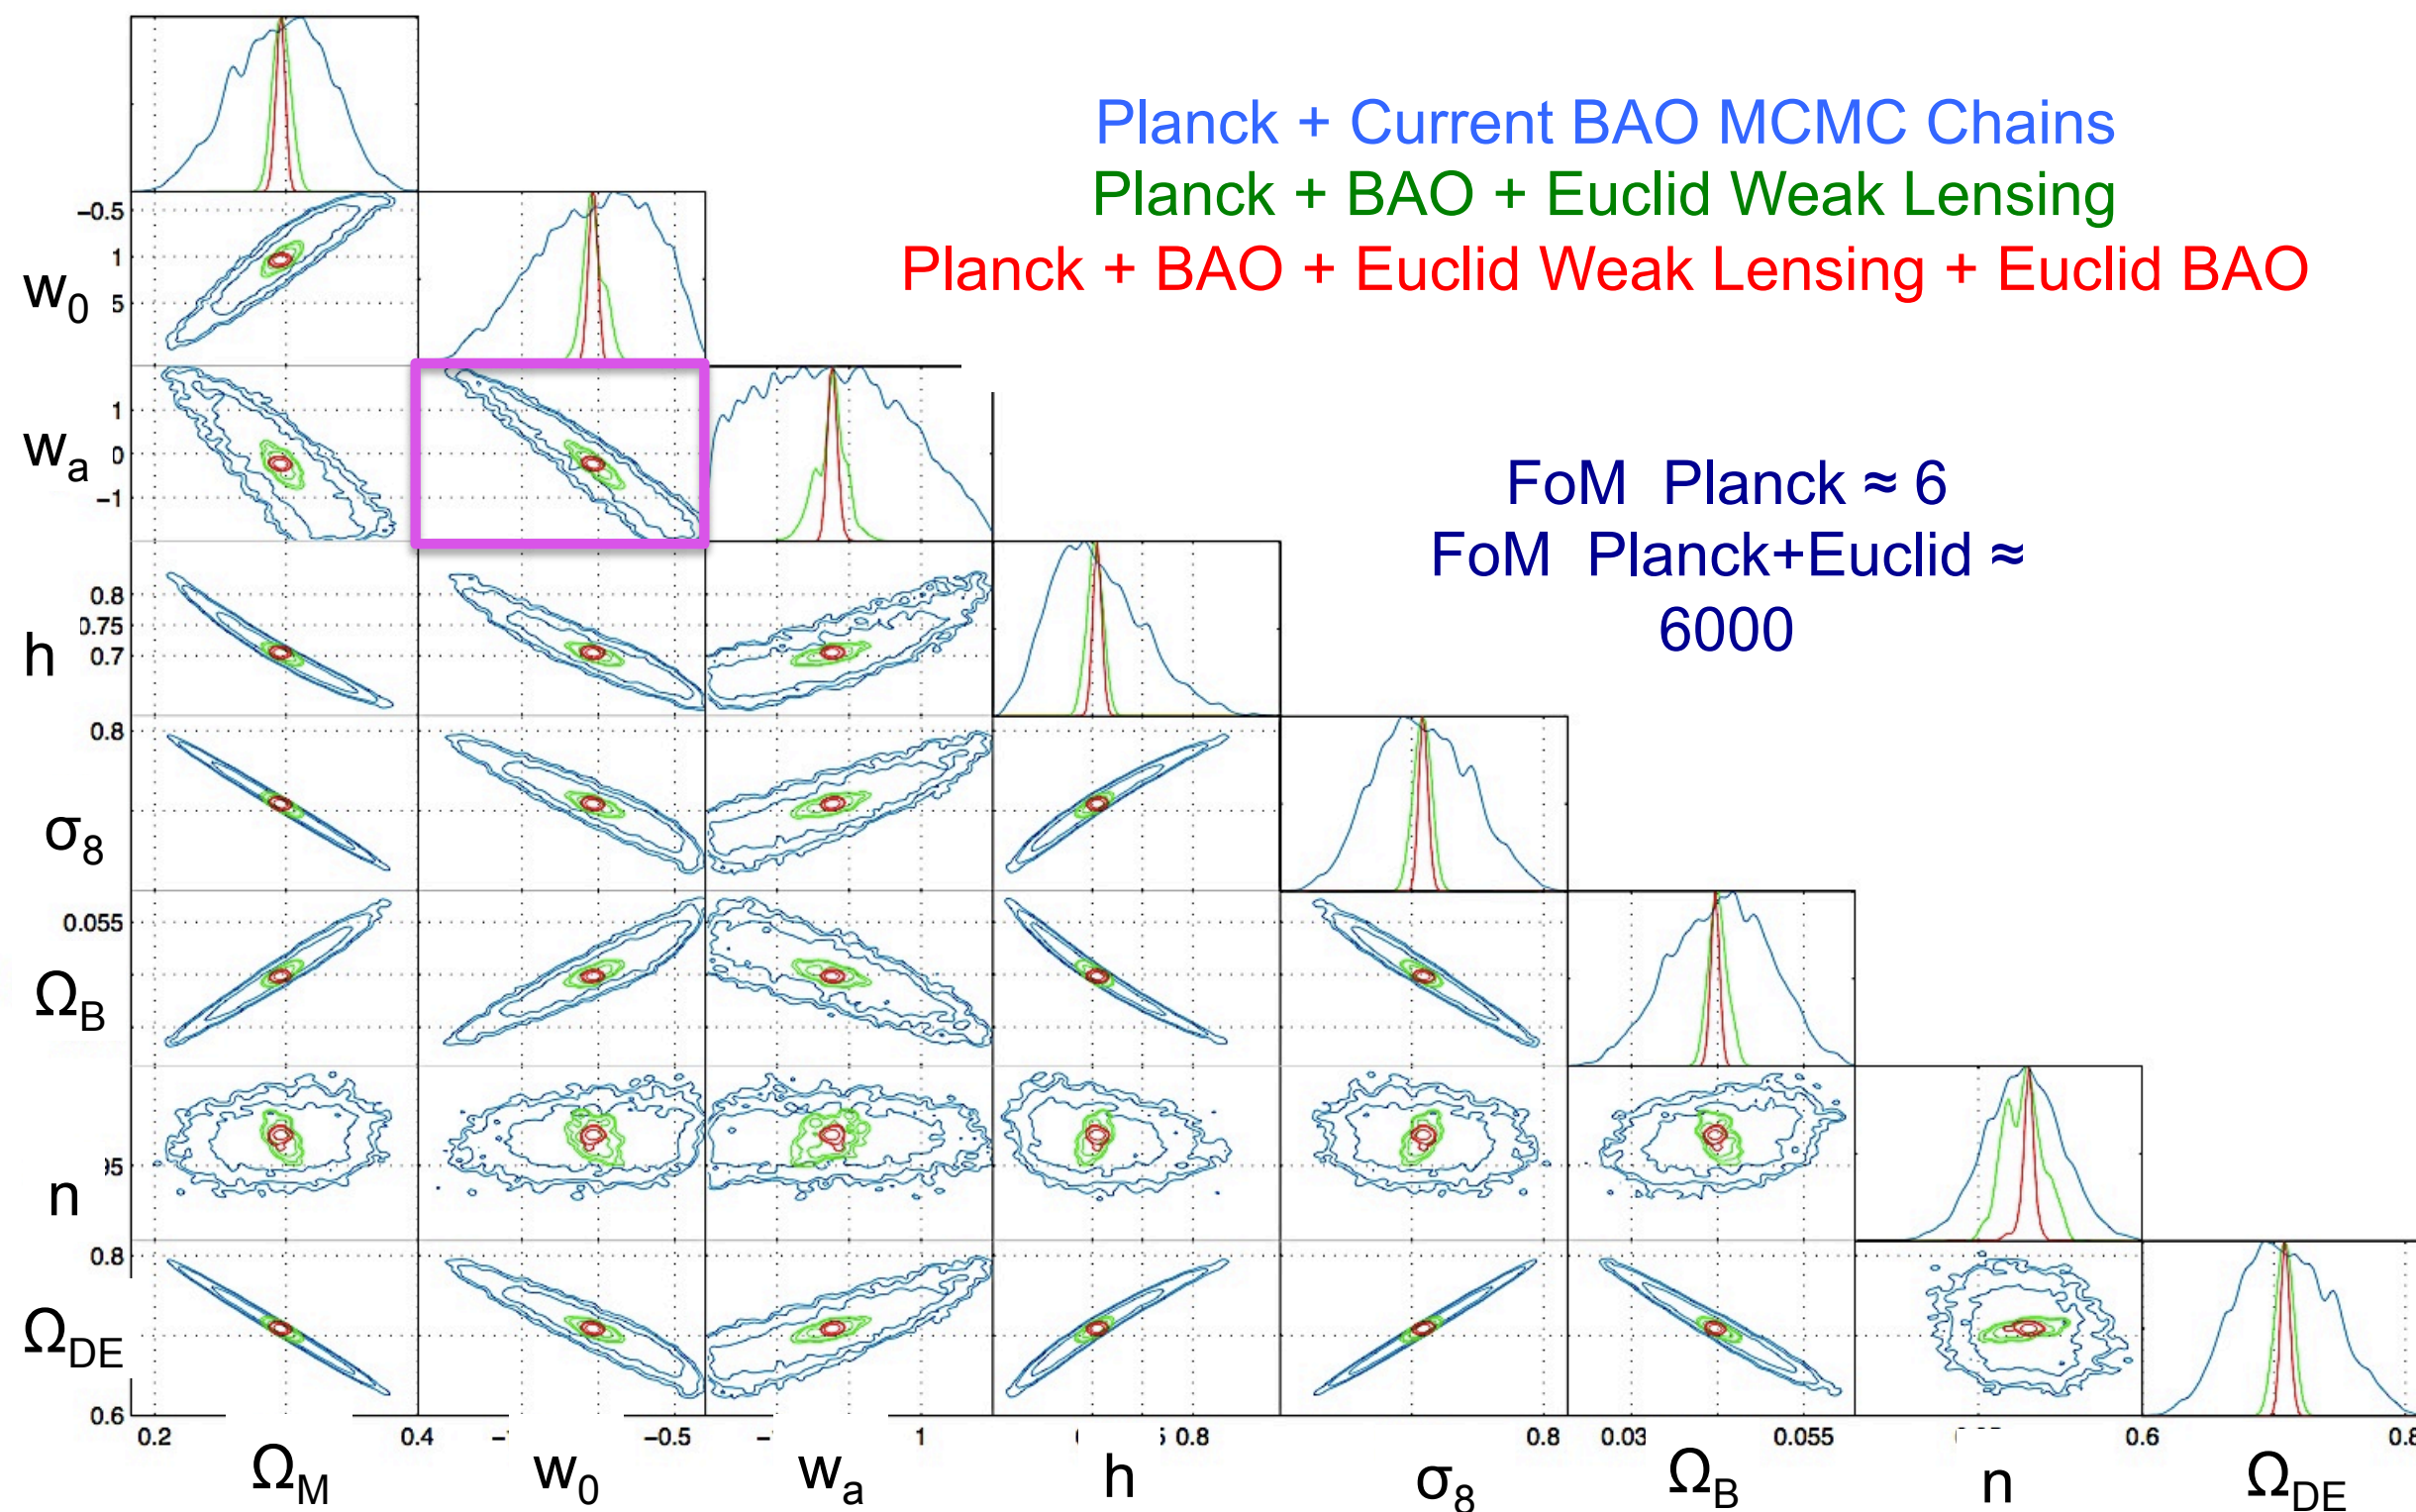 Planck + Current BAO MCMC Chains
Planck + BAO + Euclid Weak Lensing
Planck + BAO + Euclid Weak Lensing + Euclid BAO
−0.5
1
w0 5
1
wa 0
−1
FoM Planck ≈ 6
FoM Planck+Euclid ≈
6000
0.8
0.75
h 0.7
0.8
σ8
0.055
ΩB
n
0.8
ΩDE
0.6
0.2 0.4 −0.5 1 0.8 0.8 0.03 0.055 0.6
ΩM w0 wa h σ8 ΩB n ΩDE